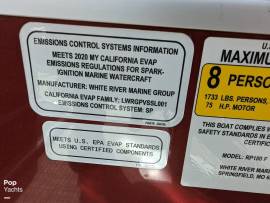 EMISSIONS CONTROL SYSTEMS INFORMATION
MEETS 2020 MY CALIFORNIA EVAP
EMISSIONS REGULATIONS FOR SPARK-
IGNITION MARINE WATERCRAFT
MANUFACTURER: WHITE RIVER MARINE GROUP
CALIFORNIA EVAP FAMILY: LWRGPVSSL001
EMISSIONS CONTROL SYSTEM: SP
MEETS U.S. EPA EVAP STANDARDS
USING CERTIFIED COMPONENTS
U.S.
MAXIMU
8 PERSO
1733 LBS. PERSONS,
75 H.P. MOTOR
THIS BOAT COMPLIES
SAFETY STANDARDS IN E
MODEL: RP180 F
WHITE RIVER MARIN
SPRINGFIELD, MO
Pop
Yachts